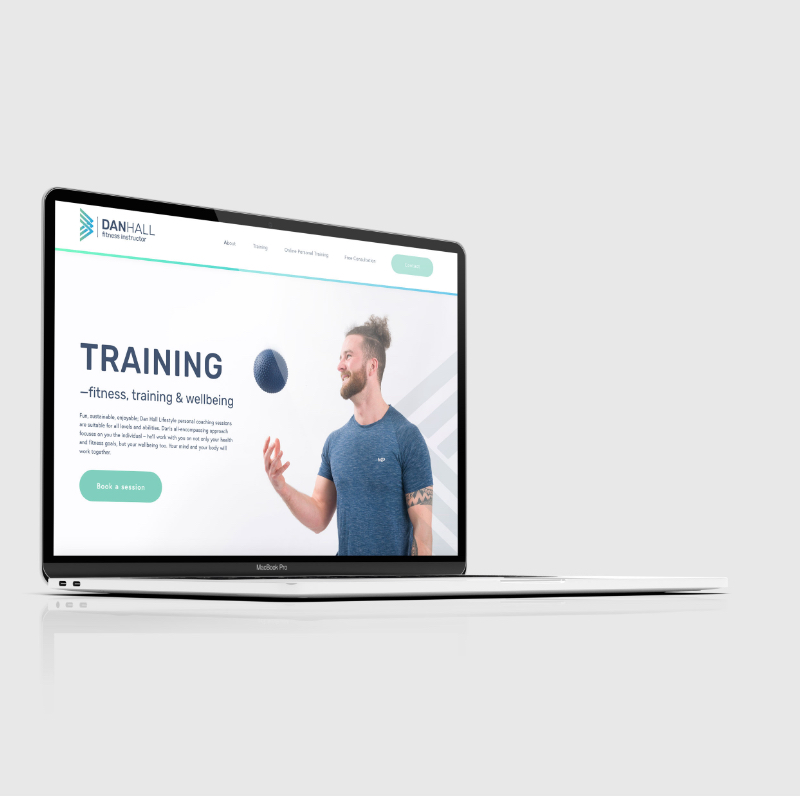 DANHALL
fitness instructor
About
Training
Online Personal Training
Free Consultation
TRAINING
—fitness, training & wellbeing
Fun, sustainable, enjoyable; Dan Hall Lifestyle personal coaching sessions
are suitable for all levels and abilities. Dan's all-encompassing approach
focuses on you the individual – he'll work with you on not only your health
and fitness goals, but your wellbeing too. Your mind and your body will
work together.
Book a session
MacBook Pro